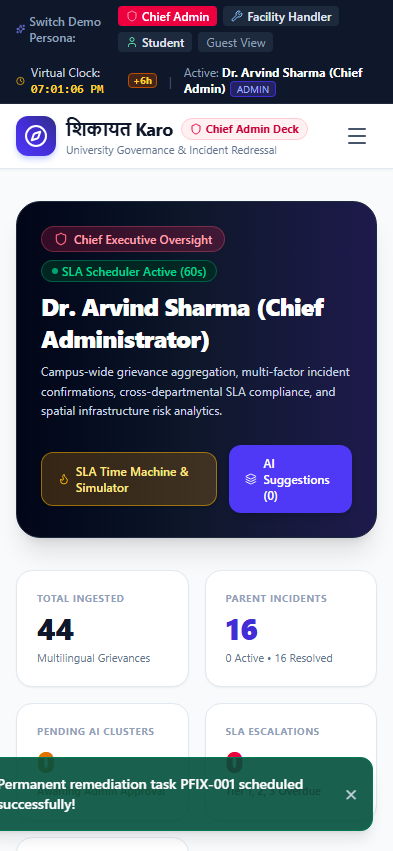 Switch Demo
Persona:
Chief Admin
Facility Handler
Student
Guest View
Virtual Clock:
07:01:06 PM
+6h
Active: Dr. Arvind Sharma (Chief
Admin) ADMIN
शिकायत Karo
Chief Admin Deck
University Governance & Incident Redressal
Chief Executive Oversight
SLA Scheduler Active (60s)
Dr. Arvind Sharma (Chief
Administrator)
Campus-wide grievance aggregation, multi-factor incident
confirmations, cross-departmental SLA compliance, and
spatial infrastructure risk analytics.
SLA Time Machine &
Simulator
AI
Suggestions
(0)
TOTAL INGESTED
44
Multilingual Grievances
PARENT INCIDENTS
16
0 Active • 16 Resolved
PENDING AI CLUSTERS
0
SLA ESCALATIONS
0
Permanent remediation task PFIX-001 scheduled
successfully!